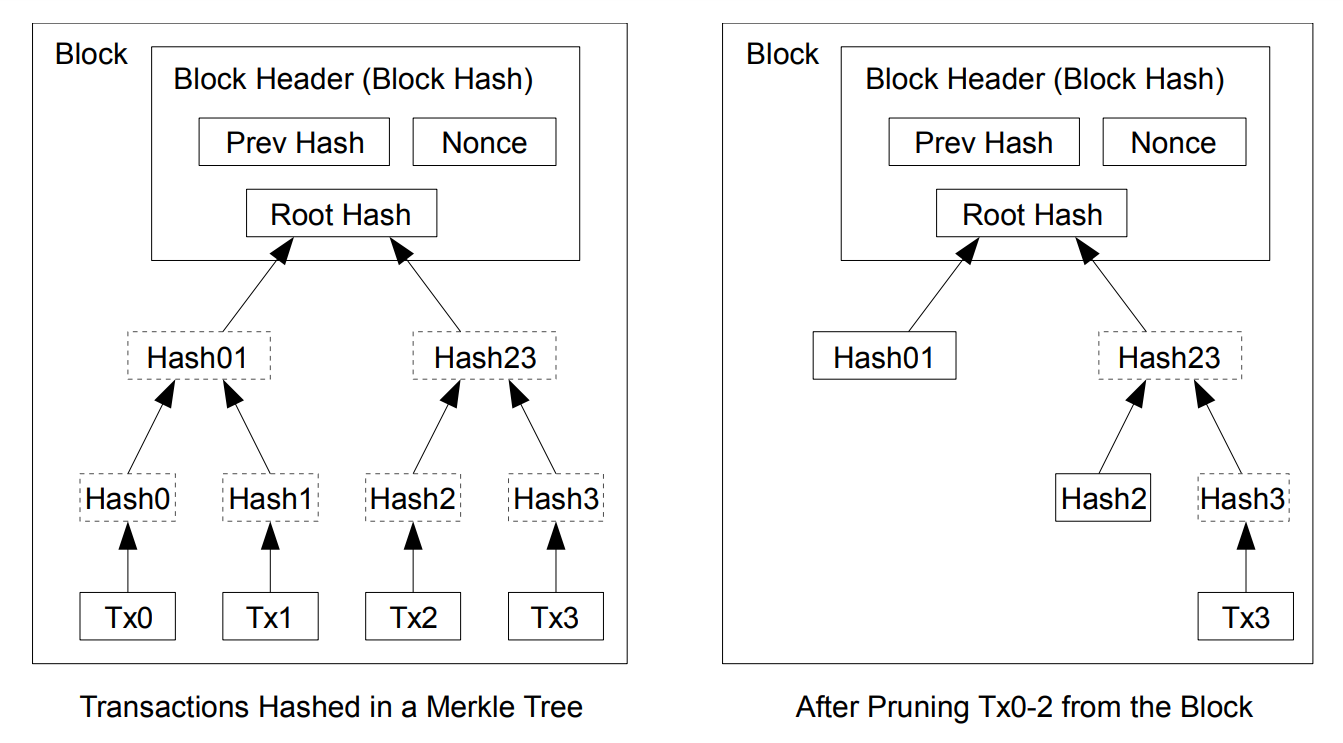 Block
Block Header (Block Hash)
Prev Hash
Nonce
Root Hash
Hash01
Hash23
Hash0
Hash1
Hash2
Hash3
Tx0
Tx1
Tx2
Tx3
Transactions Hashed in a Merkle Tree
Block
Block Header (Block Hash)
Prev Hash
Nonce
Root Hash
Hash01
Hash23
Hash2
Hash3
Tx3
After Pruning Tx0-2 from the Block